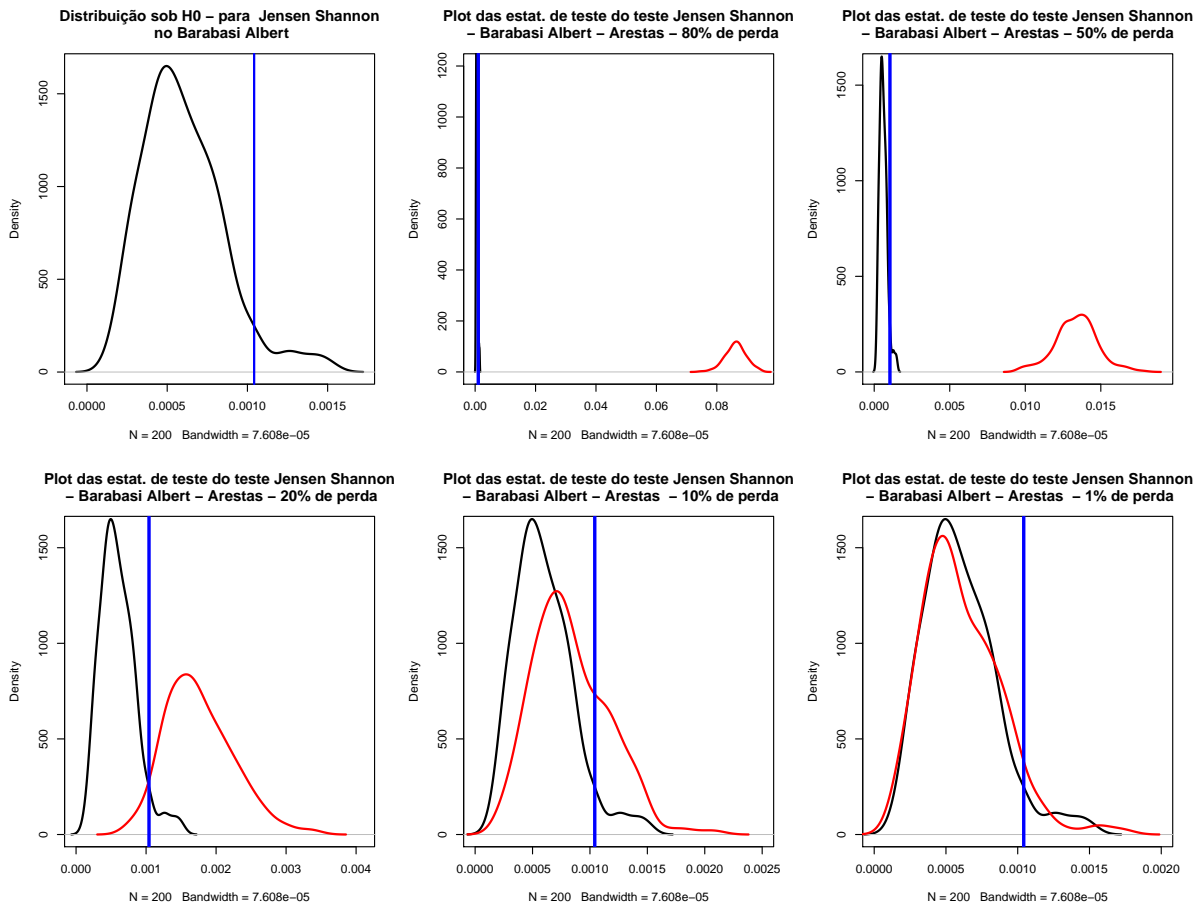 Distribuição sob H0 − para  Jensen Shannon
no Barabasi Albert
Density
0
500
1000
1500
0.0000
0.0005
0.0010
0.0015
N = 200   Bandwidth = 7.608e−05
Plot das estat. de teste do teste Jensen Shannon
− Barabasi Albert − Arestas − 80% de perda
Density
0
200
400
600
800
1000
1200
0.00
0.02
0.04
0.06
0.08
N = 200   Bandwidth = 7.608e−05
Plot das estat. de teste do teste Jensen Shannon
− Barabasi Albert − Arestas − 50% de perda
Density
0
500
1000
1500
0.000
0.005
0.010
0.015
N = 200   Bandwidth = 7.608e−05
Plot das estat. de teste do teste Jensen Shannon
− Barabasi Albert − Arestas − 20% de perda
Density
0
500
1000
1500
0.000
0.001
0.002
0.003
0.004
N = 200   Bandwidth = 7.608e−05
Plot das estat. de teste do teste Jensen Shannon
− Barabasi Albert − Arestas  − 10% de perda
Density
0
500
1000
1500
0.0000
0.0005
0.0010
0.0015
0.0020
0.0025
N = 200   Bandwidth = 7.608e−05
Plot das estat. de teste do teste Jensen Shannon
− Barabasi Albert − Arestas  − 1% de perda
Density
0
500
1000
1500
0.0000
0.0005
0.0010
0.0015
0.0020
N = 200   Bandwidth = 7.608e−05